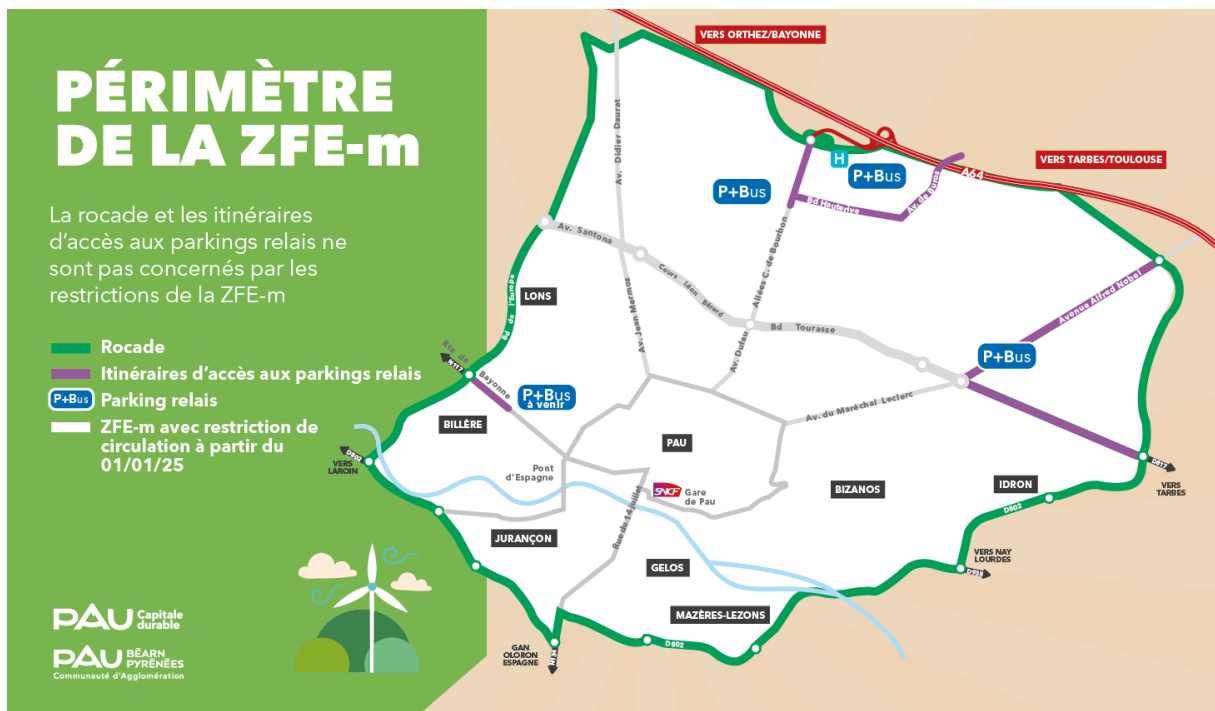 PÉRIMÈTRE
DE LA ZFE-m
La rocade et les itinéraires
d'accès aux parkings relais ne
sont pas concernés par les
restrictions de la ZFE-m
Rocade
Itinéraires d'accès aux parkings relais
P+Bus Parking relais
ZFE-m avec restriction de
circulation à partir du
01/01/25
PAU Capitale
durable
PAU BÉARN
PYRÉNÉES
Communauté d'Agglomération
VERS ORTHEZ/BAYONNE
VERS TARBES/TOULOUSE
A64
Av. Didier Daurat
H
P+Bus
P+Bus
Bd Hauterive
Av. de Buros
Allées C. de Bourbon
Av. Santona
Cours Léon Bérard
Bd Tourasse
Avenue Alfred Nobel
Bd de l'Europe
LONS
Av. Jean Mermoz
Av. Dufau
P+Bus
Rte de
Bayonne
N117
P+Bus
à venir
Av. du Maréchal Leclerc
BILLÈRE
PAU
D802
VERS
LAROIN
Pont
d'Espagne
SNCF
Gare
de Pau
BIZANOS
IDRON
D817
VERS
TARBES
D802
Rue du 14 juillet
JURANÇON
GELOS
VERS NAY
LOURDES
D938
MAZÈRES-LEZONS
D802
GAN
OLORON
ESPAGNE
N134